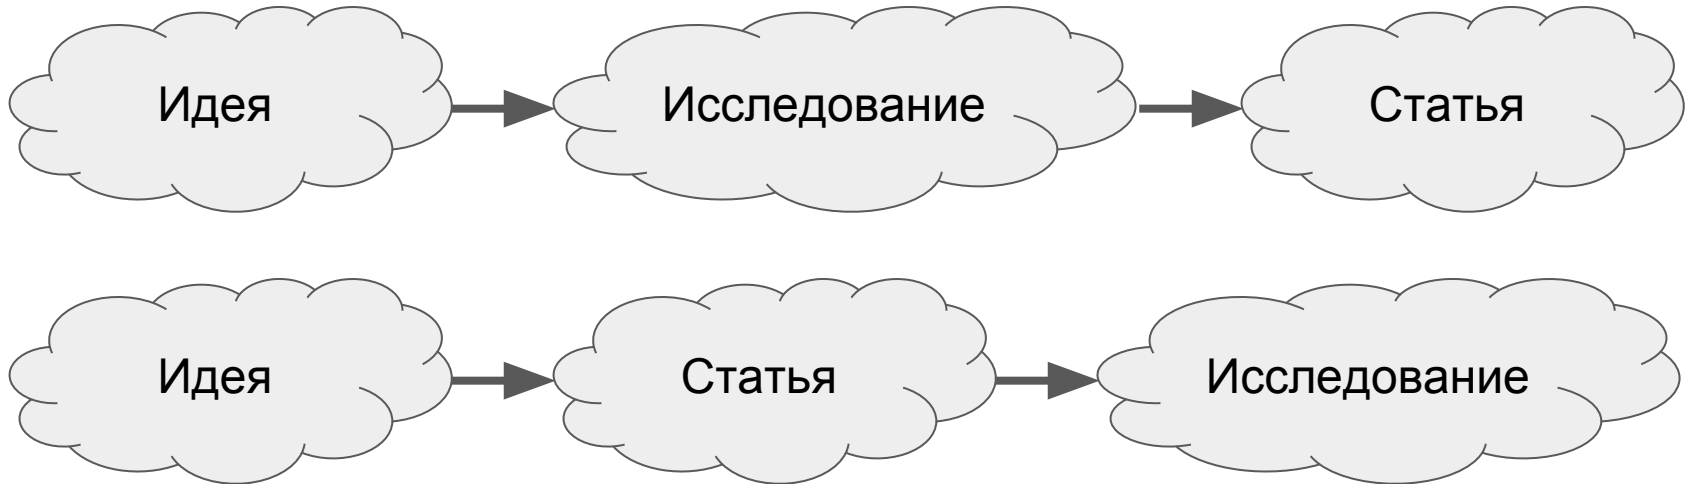 Идея Исследование Статья
Идея Статья Исследование